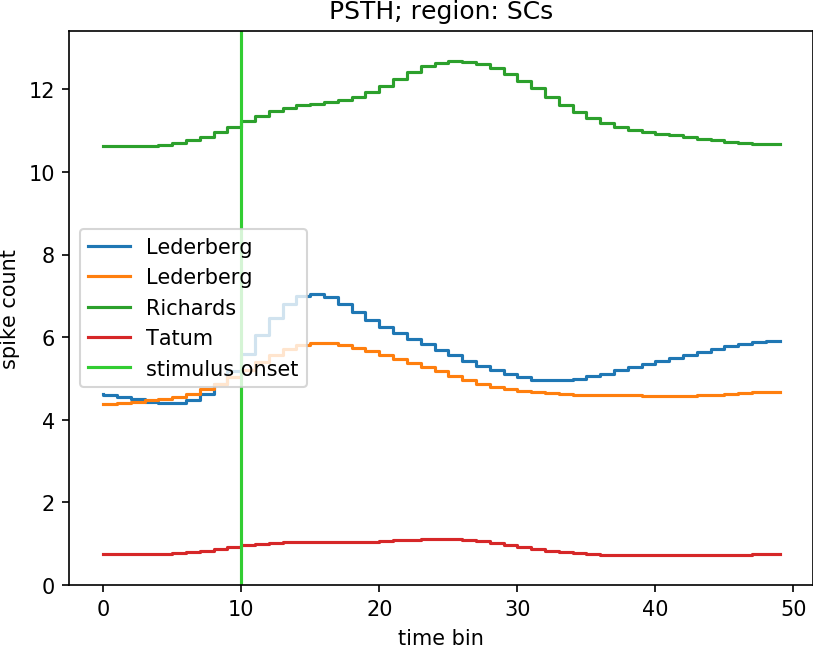 PSTH; region: SCs
12
10
8
6
4
2
0
spike count
Lederberg
Lederberg
Richards
Tatum
stimulus onset
0 10 20 30 40 50
time bin